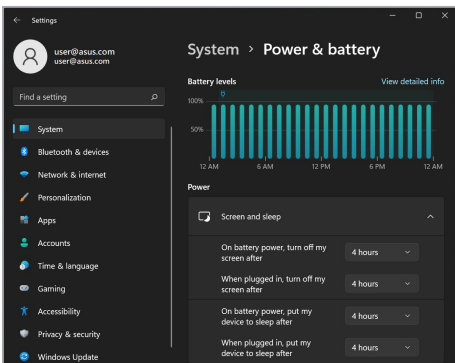 Settings
user@asus.com
user@asus.com
Find a setting
System
Bluetooth & devices
Network & internet
Personalization
Apps
Accounts
Time & language
Gaming
Accessibility
Privacy & security
Windows Update
System > Power & battery
Battery levels
View detailed info
100%
50%
12 AM 6 AM 12 PM 6 PM 12 AM
Power
Screen and sleep
On battery power, turn off my
screen after
4 hours
When plugged in, turn off my
screen after
4 hours
On battery power, put my
device to sleep after
4 hours
When plugged in, put my
device to sleep after
4 hours